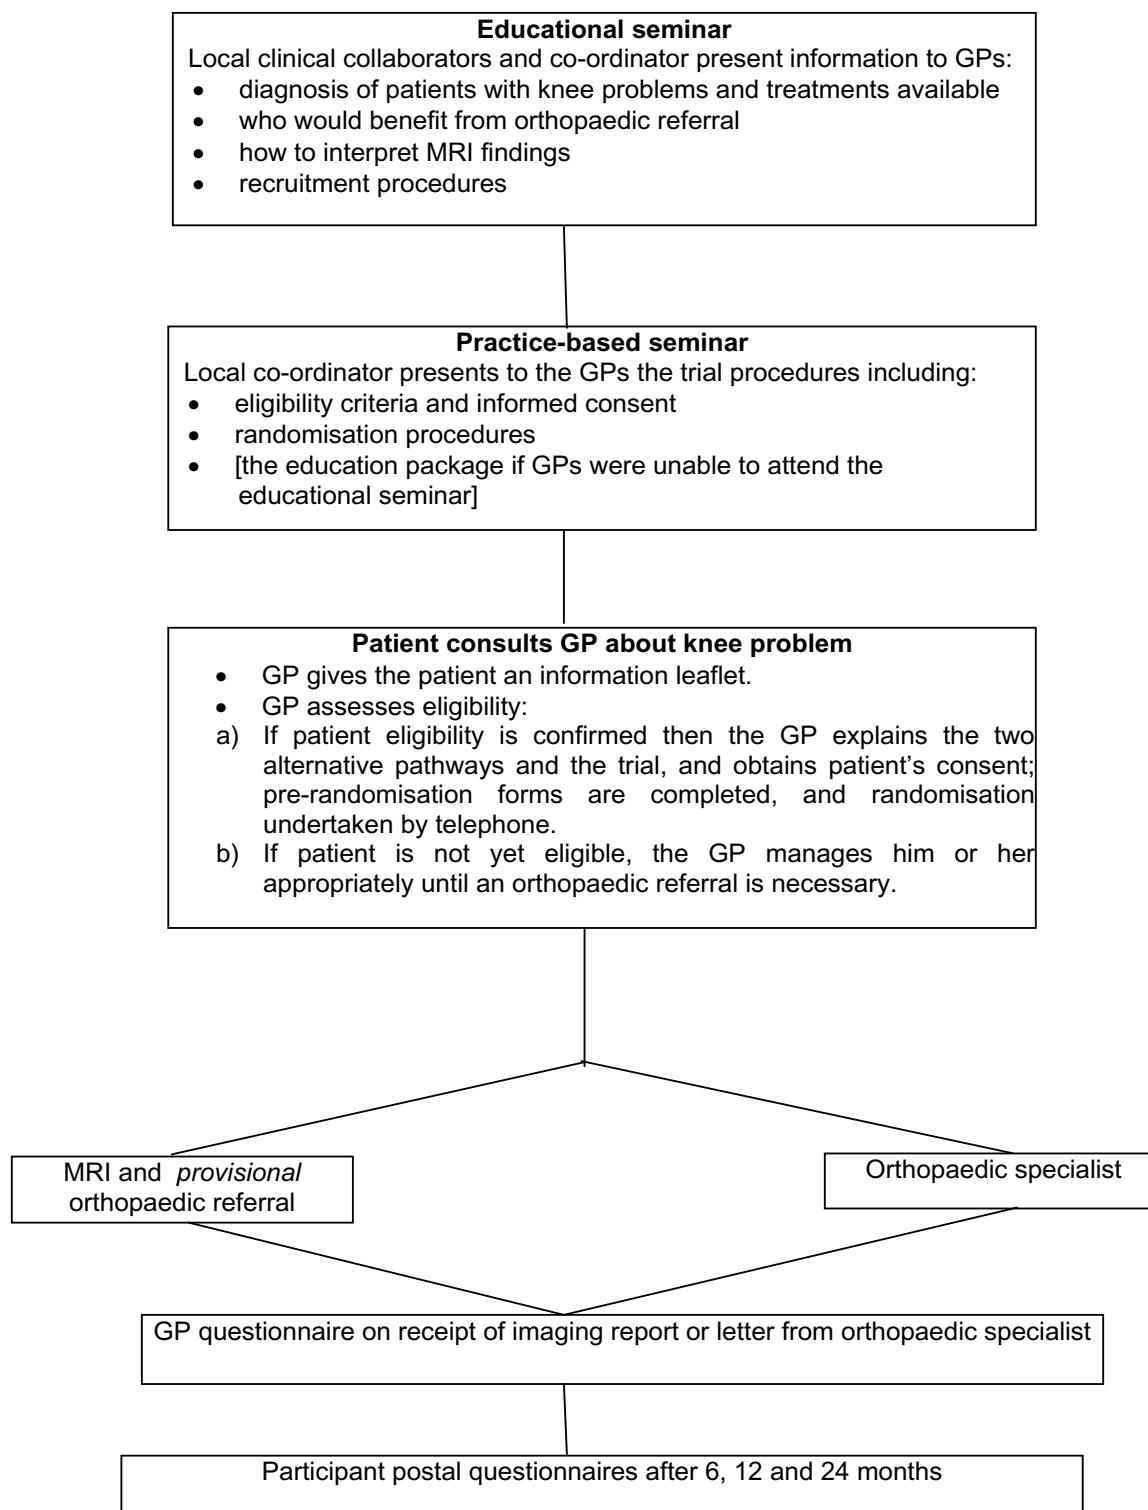 Educational seminar
Local clinical collaborators and co-ordinator present information to GPs:
• diagnosis of patients with knee problems and treatments available
• who would benefit from orthopaedic referral
• how to interpret MRI findings
• recruitment procedures
Practice-based seminar
Local co-ordinator presents to the GPs the trial procedures including:
• eligibility criteria and informed consent
• randomisation procedures
• [the education package if GPs were unable to attend the
educational seminar]
Patient consults GP about knee problem
• GP gives the patient an information leaflet.
• GP assesses eligibility:
a) If patient eligibility is confirmed then the GP explains the two
alternative pathways and the trial, and obtains patient's consent;
pre-randomisation forms are completed, and randomisation
undertaken by telephone.
b) If patient is not yet eligible, the GP manages him or her
appropriately until an orthopaedic referral is necessary.
MRI and provisional
orthopaedic referral
Orthopaedic specialist
GP questionnaire on receipt of imaging report or letter from orthopaedic specialist
Participant postal questionnaires after 6, 12 and 24 months